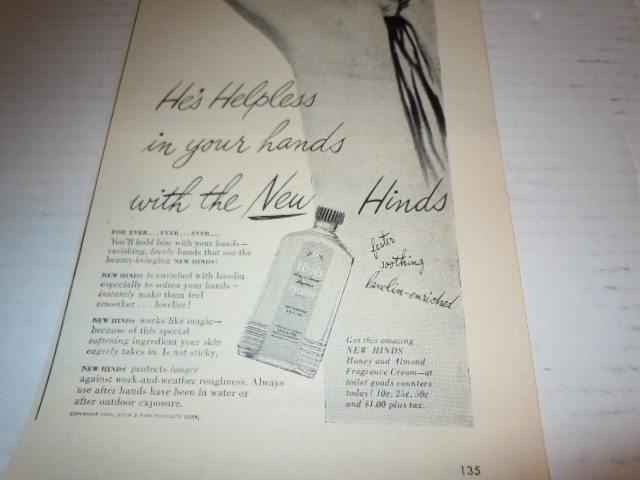 He's Helpless
in your hands
with the New Hinds
FOR EVER...EVER...EVER...
You'll hold him with your hands—
ravishing, lovely hands that use the
beauty-bringing NEW HINDS!
NEW HINDS is enriched with lanolin
especially to soften your hands—
instantly make them feel
smoother . . . lovelier!
NEW HINDS works like magic—
because of this special
softening ingredient your skin
eagerly takes in. Is not sticky.
NEW HINDS protects longer
against work-and-weather roughness. Always
use after hands have been in water or
after outdoor exposure.
COPYRIGHT PRODUCTS CORP.
Hinds
faster
soothing
lanolin-enriched
Get this amazing
NEW HINDS
Honey and Almond
Fragrance Cream—at
toilet goods counters
today! 10¢, 25¢, 50¢
and $1.00 plus tax.
135